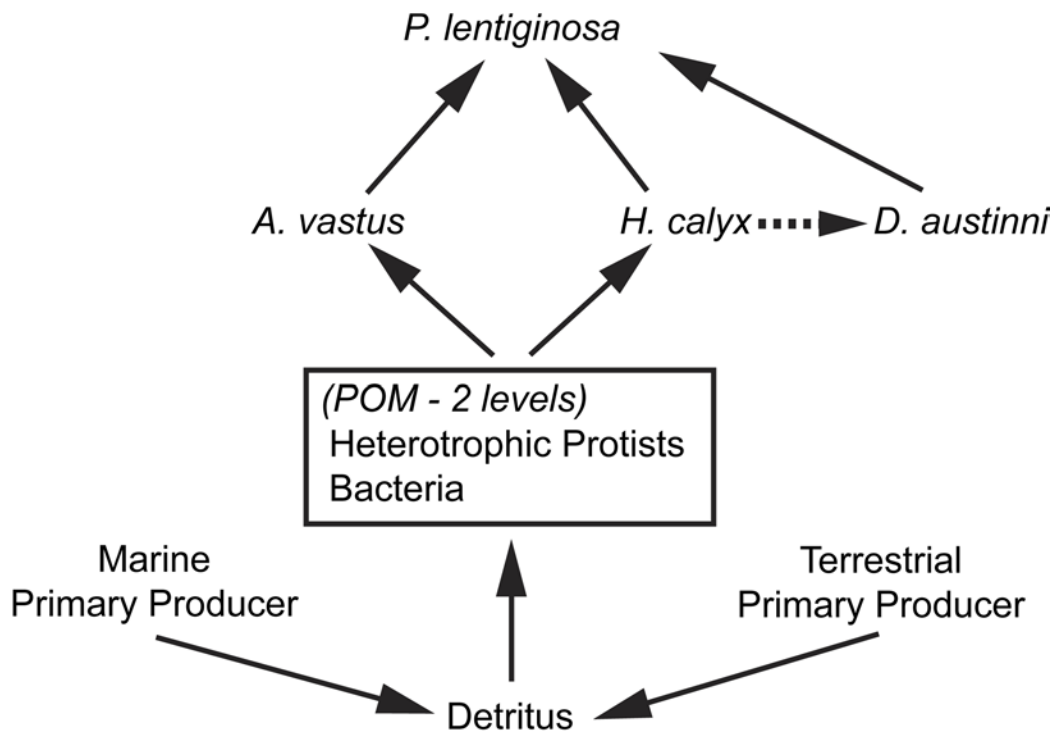 P. lentiginosa
A. vastus
H. calyx
D. austinni
(POM - 2 levels)
Heterotrophic Protists
Bacteria
Marine
Primary Producer
Terrestrial
Primary Producer
Detritus